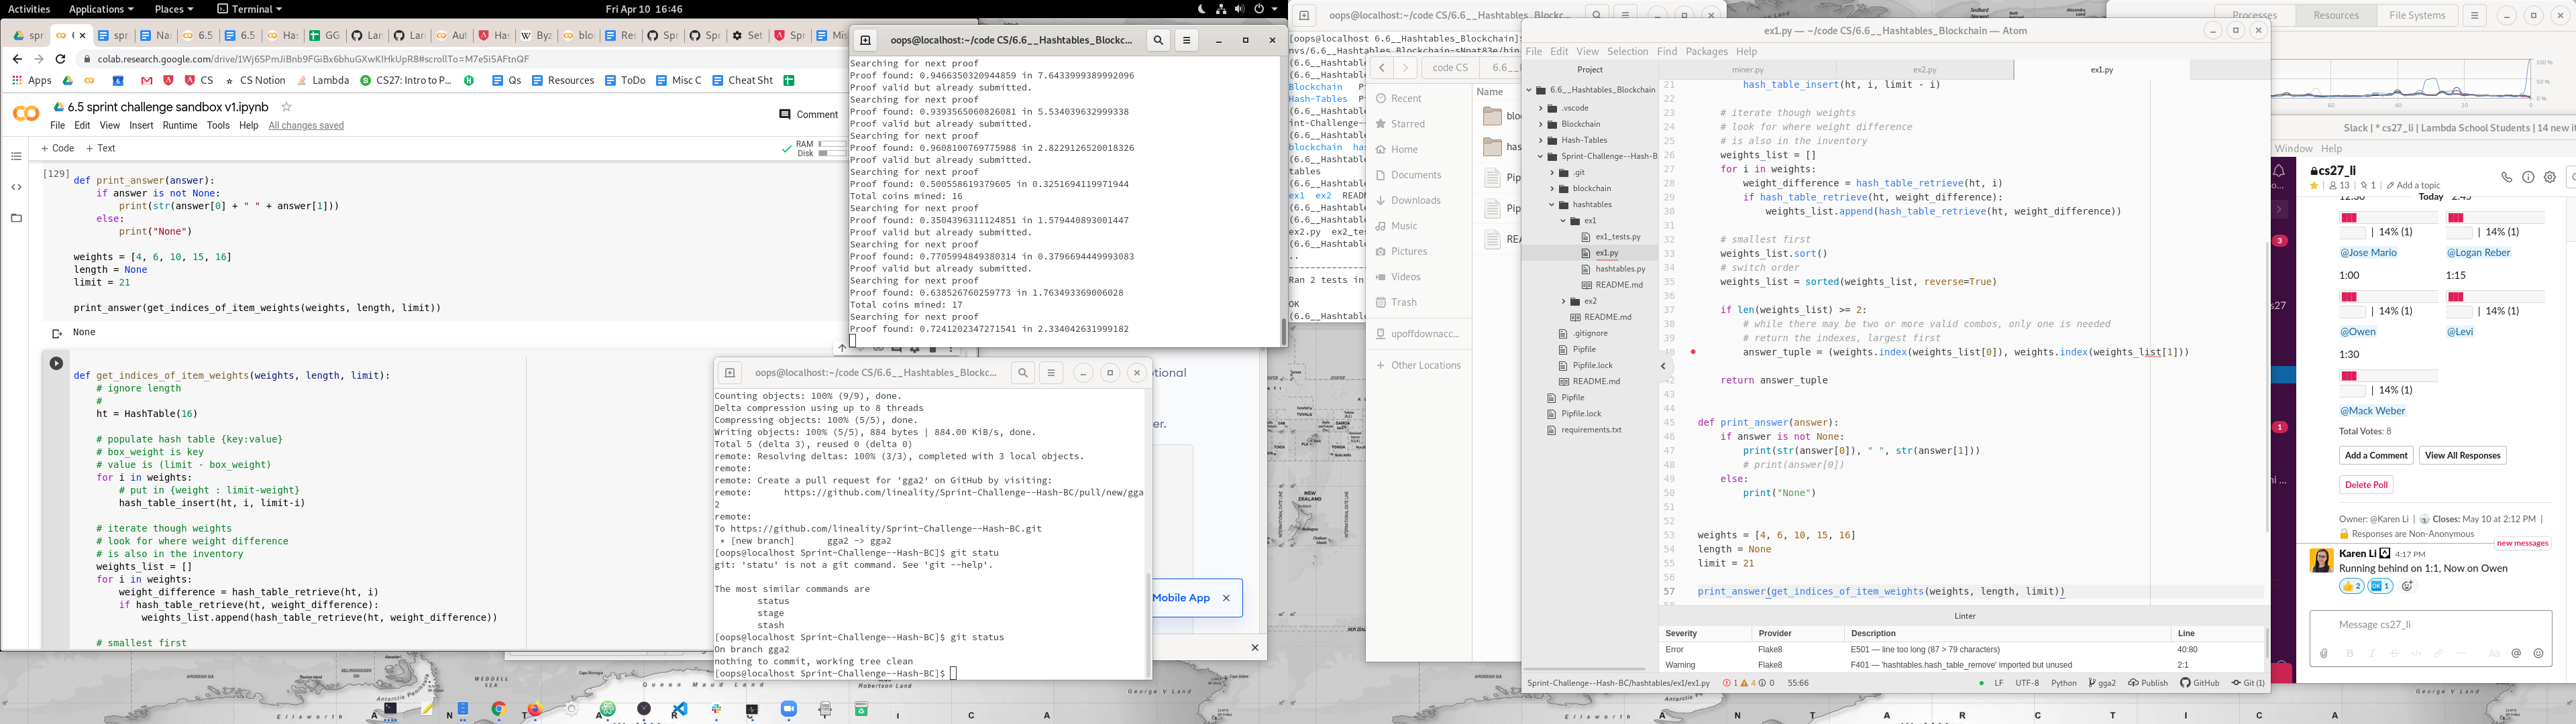 Activities Applications Places Terminal
Fri Apr 10 16:46
colab.research.google.com/drive/1Wj6SPmJiBnb9FGiBx6bhuGXwKIHkUpR8#scrollTo=M7e5i5AFtnQF
Apps CS CS Notion Lambda CS27: Intro to P... Qs Resources ToDo Misc C Cheat Sht
6.5 sprint challenge sandbox v1.ipynb
Comment
File Edit View Insert Runtime Tools Help All changes saved
+ Code + Text
RAM
Disk
[129]
def print_answer(answer):
if answer is not None:
print(str(answer[0] + " " + answer[1]))
else:
print("None")
weights = [4, 6, 10, 15, 16]
length = None
limit = 21
print_answer(get_indices_of_item_weights(weights, length, limit))
None
def get_indices_of_item_weights(weights, length, limit):
# ignore length
#
ht = HashTable(16)
# populate hash table {key:value}
# box_weight is key
# value is (limit - box_weight)
for i in weights:
# put in {weight : limit-weight}
hash_table_insert(ht, i, limit-i)
# iterate though weights
# look for where weight difference
# is also in the inventory
weights_list = []
for i in weights:
weight_difference = hash_table_retrieve(ht, i)
if hash_table_retrieve(ht, weight_difference):
weights_list.append(hash_table_retrieve(ht, weight_difference))
# smallest first
oops@localhost:~/code CS/6.6__Hashtables_Blockc...
Searching for next proof
Proof found: 0.9466350320944859 in 7.6433999389992096
Proof valid but already submitted.
Searching for next proof
Proof found: 0.9393565060826081 in 5.534039632999338
Proof valid but already submitted.
Searching for next proof
Proof found: 0.9608100769775988 in 2.8229126520018326
Proof valid but already submitted.
Searching for next proof
Proof found: 0.500558619379605 in 0.3251694119971944
Total coins mined: 16
Searching for next proof
Proof found: 0.3504396311124851 in 1.579440893001447
Proof valid but already submitted.
Searching for next proof
Proof found: 0.7705994849380314 in 0.3796694449993083
Proof valid but already submitted.
Searching for next proof
Proof found: 0.638526760259773 in 1.763493369006028
Total coins mined: 17
Searching for next proof
Proof found: 0.7241202347271541 in 2.334042631999182
oops@localhost:~/code CS/6.6__Hashtables_Blockc...
Counting objects: 100% (9/9), done.
Delta compression using up to 8 threads
Compressing objects: 100% (5/5), done.
Writing objects: 100% (5/5), 884 bytes | 884.00 KiB/s, done.
Total 5 (delta 3), reused 0 (delta 0)
remote: Resolving deltas: 100% (3/3), completed with 3 local objects.
remote:
remote: Create a pull request for 'gga2' on GitHub by visiting:
remote: https://github.com/lineality/Sprint-Challenge--Hash-BC/pull/new/gga
2
remote:
To https://github.com/lineality/Sprint-Challenge--Hash-BC.git
* [new branch] gga2 -> gga2
[oops@localhost Sprint-Challenge--Hash-BC]$ git statu
git: 'statu' is not a git command. See 'git --help'.
The most similar commands are
status
stage
stash
[oops@localhost Sprint-Challenge--Hash-BC]$ git status
On branch gga2
nothing to commit, working tree clean
[oops@localhost Sprint-Challenge--Hash-BC]$
Mobile App
oops@localhost:~/code CS/6.6__Hashtables_Blockc...
Ran 2 tests in
OK
code CS
Name
Recent
Starred
Home
Documents
Downloads
Music
Pictures
Videos
Trash
upoffdownacc...
+ Other Locations
ex1.py — ~/code CS/6.6__Hashtables_Blockchain — Atom
File Edit View Selection Find Packages Help
Project
miner.py ex2.py ex1.py
6.6__Hashtables_Blockchain
.vscode
Blockchain
Hash-Tables
Sprint-Challenge--Hash-B
.git
blockchain
hashtables
ex1
ex1_tests.py
ex1.py
hashtables.py
README.md
ex2
README.md
.gitignore
Pipfile
Pipfile.lock
README.md
Pipfile
Pipfile.lock
requirements.txt
21 hash_table_insert(ht, i, limit - i)
22
23 # iterate though weights
24 # look for where weight difference
25 # is also in the inventory
26 weights_list = []
27 for i in weights:
28 weight_difference = hash_table_retrieve(ht, i)
29 if hash_table_retrieve(ht, weight_difference):
30 weights_list.append(hash_table_retrieve(ht, weight_difference))
31
32 # smallest first
33 weights_list.sort()
34 # switch order
35 weights_list = sorted(weights_list, reverse=True)
36
37 if len(weights_list) >= 2:
38 # while there may be two or more valid combos, only one is needed
39 # return the indexes, largest first
answer_tuple = (weights.index(weights_list[0]), weights.index(weights_list[1]))
42 return answer_tuple
43
44
45 def print_answer(answer):
46 if answer is not None:
47 print(str(answer[0]), " ", str(answer[1]))
48 # print(answer[0])
49 else:
50 print("None")
51
52
53 weights = [4, 6, 10, 15, 16]
54 length = None
55 limit = 21
56
57 print_answer(get_indices_of_item_weights(weights, length, limit))
Linter
Severity Provider Description Line
Error Flake8 E501 — line too long (87 > 79 characters) 40:80
Warning Flake8 F401 — 'hashtables.hash_table_remove' imported but unused 2:1
Sprint-Challenge--Hash-BC/hashtables/ex1/ex1.py 1 4 0 55:66 LF UTF-8 Python gga2 Publish GitHub Git (1)
Processes Resources File Systems
Slack | * cs27_li | Lambda School Students | 14 new it
Window Help
cs27_li
13 1 Add a topic
Today
14% (1) 14% (1)
@Jose Mario @Logan Reber
1:00 1:15
14% (1) 14% (1)
@Owen @Levi
1:30
14% (1)
@Mack Weber
Total Votes: 8
Add a Comment View All Responses
Delete Poll
Owner: @Karen Li | Closes: May 10 at 2:12 PM |
Responses are Non-Anonymous
new messages
Karen Li 4:17 PM
Running behind on 1:1, Now on Owen
2 1
Message cs27_li